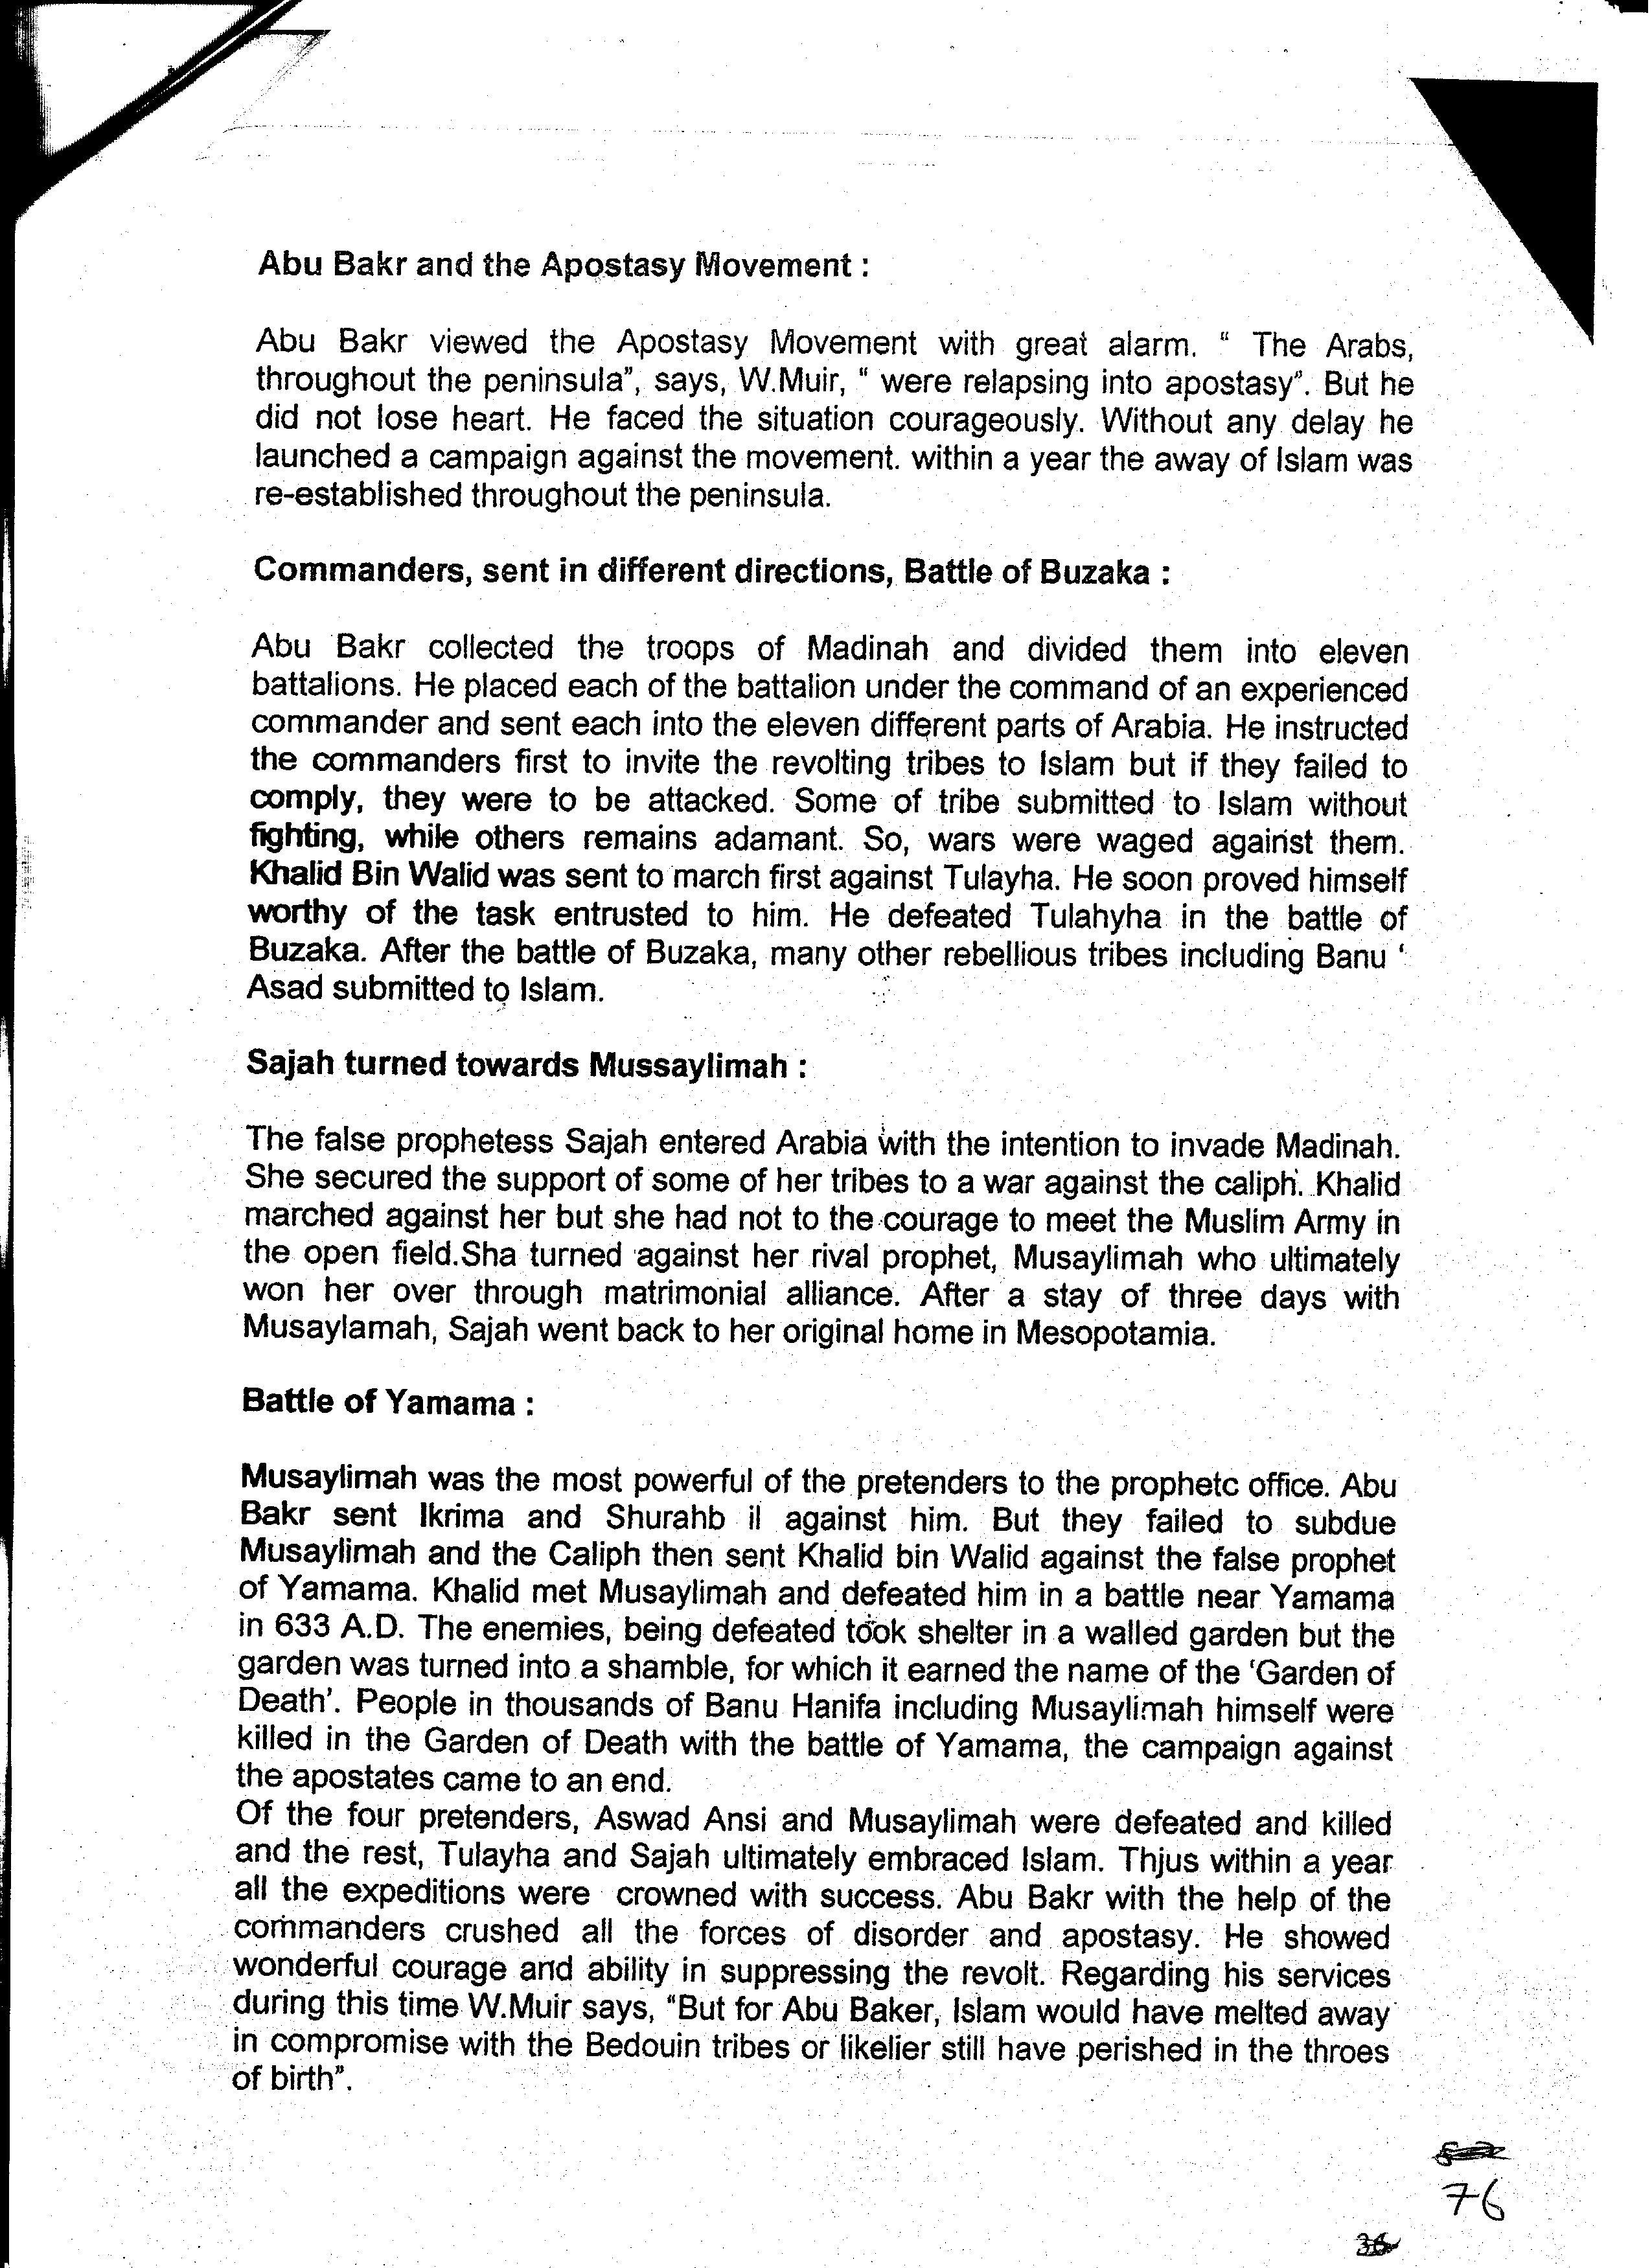 Abu Bakr and the Apostasy Movement :
Abu Bakr viewed the Apostasy Movement with great alarm. “ The Arabs,
throughout the peninsula”, says, W.Muir, “ were relapsing into apostasy”. But he
did not lose heart. He faced the situation courageously. Without any delay he
launched a campaign against the movement. within a year the away of Islam was
re-established throughout the peninsula.
Commanders, sent in different directions, Battle of Buzaka :
Abu Bakr collected the troops of Madinah and divided them into eleven
battalions. He placed each of the battalion under the command of an experienced
commander and sent each into the eleven different parts of Arabia. He instructed
the commanders first to invite the revolting tribes to Islam but if they failed to
comply, they were to be attacked. Some of tribe submitted to Islam without
fighting, while others remains adamant. So, wars were waged against them.
Khalid Bin Walid was sent to march first against Tulayha. He soon proved himself
worthy of the task entrusted to him. He defeated Tulahyha in the battle of
Buzaka. After the battle of Buzaka, many other rebellious tribes including Banu ‘
Asad submitted to Islam.
Sajah turned towards Mussaylimah :
The false prophetess Sajah entered Arabia with the intention to invade Madinah.
She secured the support of some of her tribes to a war against the caliph. Khalid
marched against her but she had not to the courage to meet the Muslim Army in
the open field.Sha turned against her rival prophet, Musaylimah who ultimately
won her over through matrimonial alliance. After a stay of three days with
Musaylamah, Sajah went back to her original home in Mesopotamia.
Battle of Yamama :
Musaylimah was the most powerful of the pretenders to the prophetc office. Abu
Bakr sent Ikrima and Shurahb il against him. But they failed to subdue
Musaylimah and the Caliph then sent Khalid bin Walid against the false prophet
of Yamama. Khalid met Musaylimah and defeated him in a battle near Yamama
in 633 A.D. The enemies, being defeated took shelter in a walled garden but the
garden was turned into a shamble, for which it earned the name of the ‘Garden of
Death’. People in thousands of Banu Hanifa including Musaylimah himself were
killed in the Garden of Death with the battle of Yamama, the campaign against
the apostates came to an end.
Of the four pretenders, Aswad Ansi and Musaylimah were defeated and killed
and the rest, Tulayha and Sajah ultimately embraced Islam. Thjus within a year
all the expeditions were crowned with success. Abu Bakr with the help of the
commanders crushed all the forces of disorder and apostasy. He showed
wonderful courage and ability in suppressing the revolt. Regarding his services
during this time W.Muir says, “But for Abu Baker, Islam would have melted away
in compromise with the Bedouin tribes or likelier still have perished in the throes
of birth”.
76